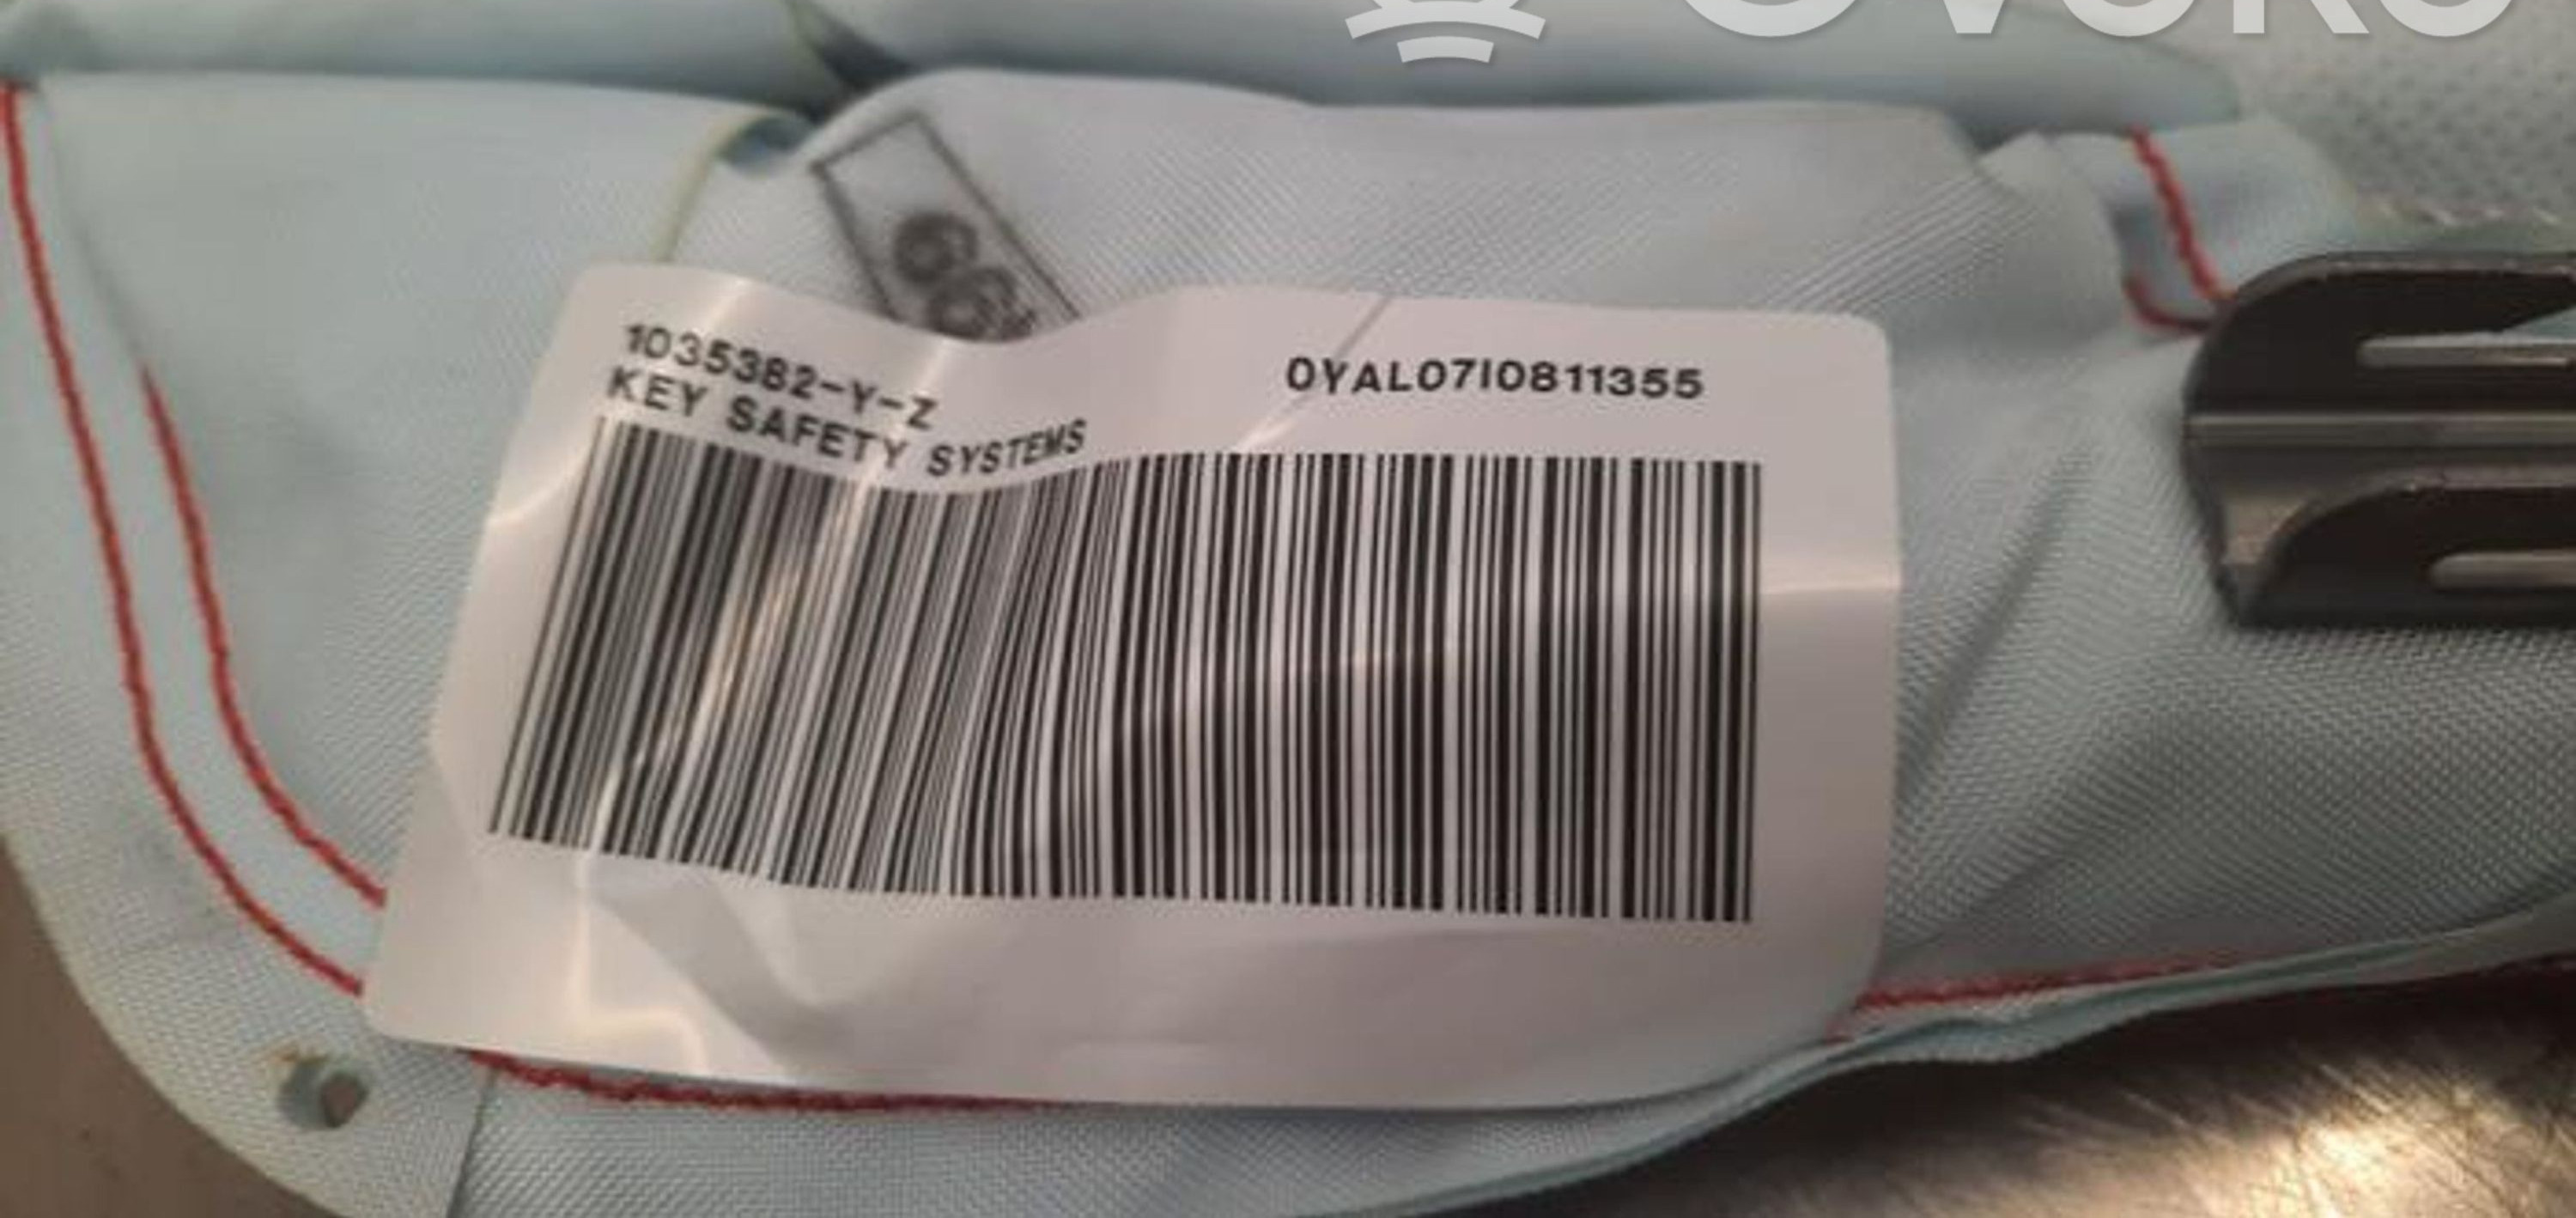 1035382-Y-Z
KEY SAFETY SYSTEMS
0YAL07I0811355